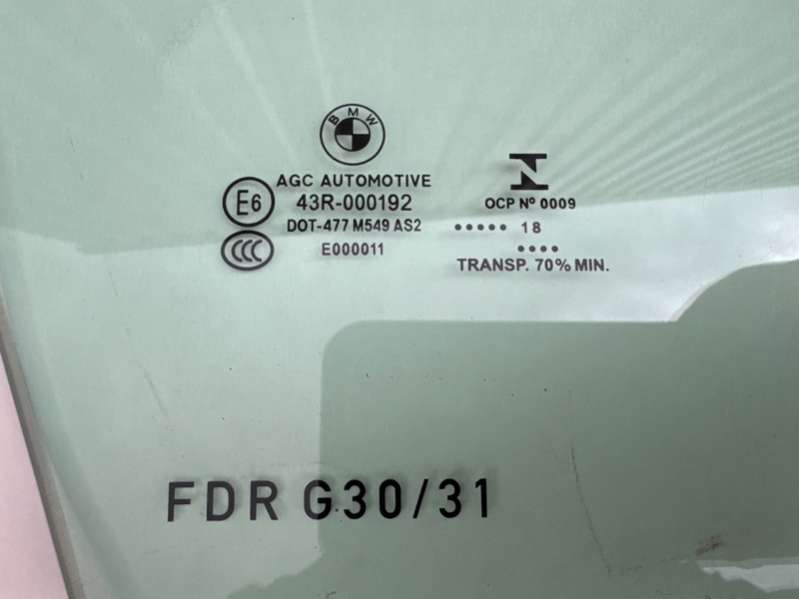 BMW
AGC AUTOMOTIVE
E6 43R-000192
DOT-477 M549 AS2
CCC E000011
OCP Nº 0009
••••• 18
••••
TRANSP. 70% MIN.
FDR G30/31